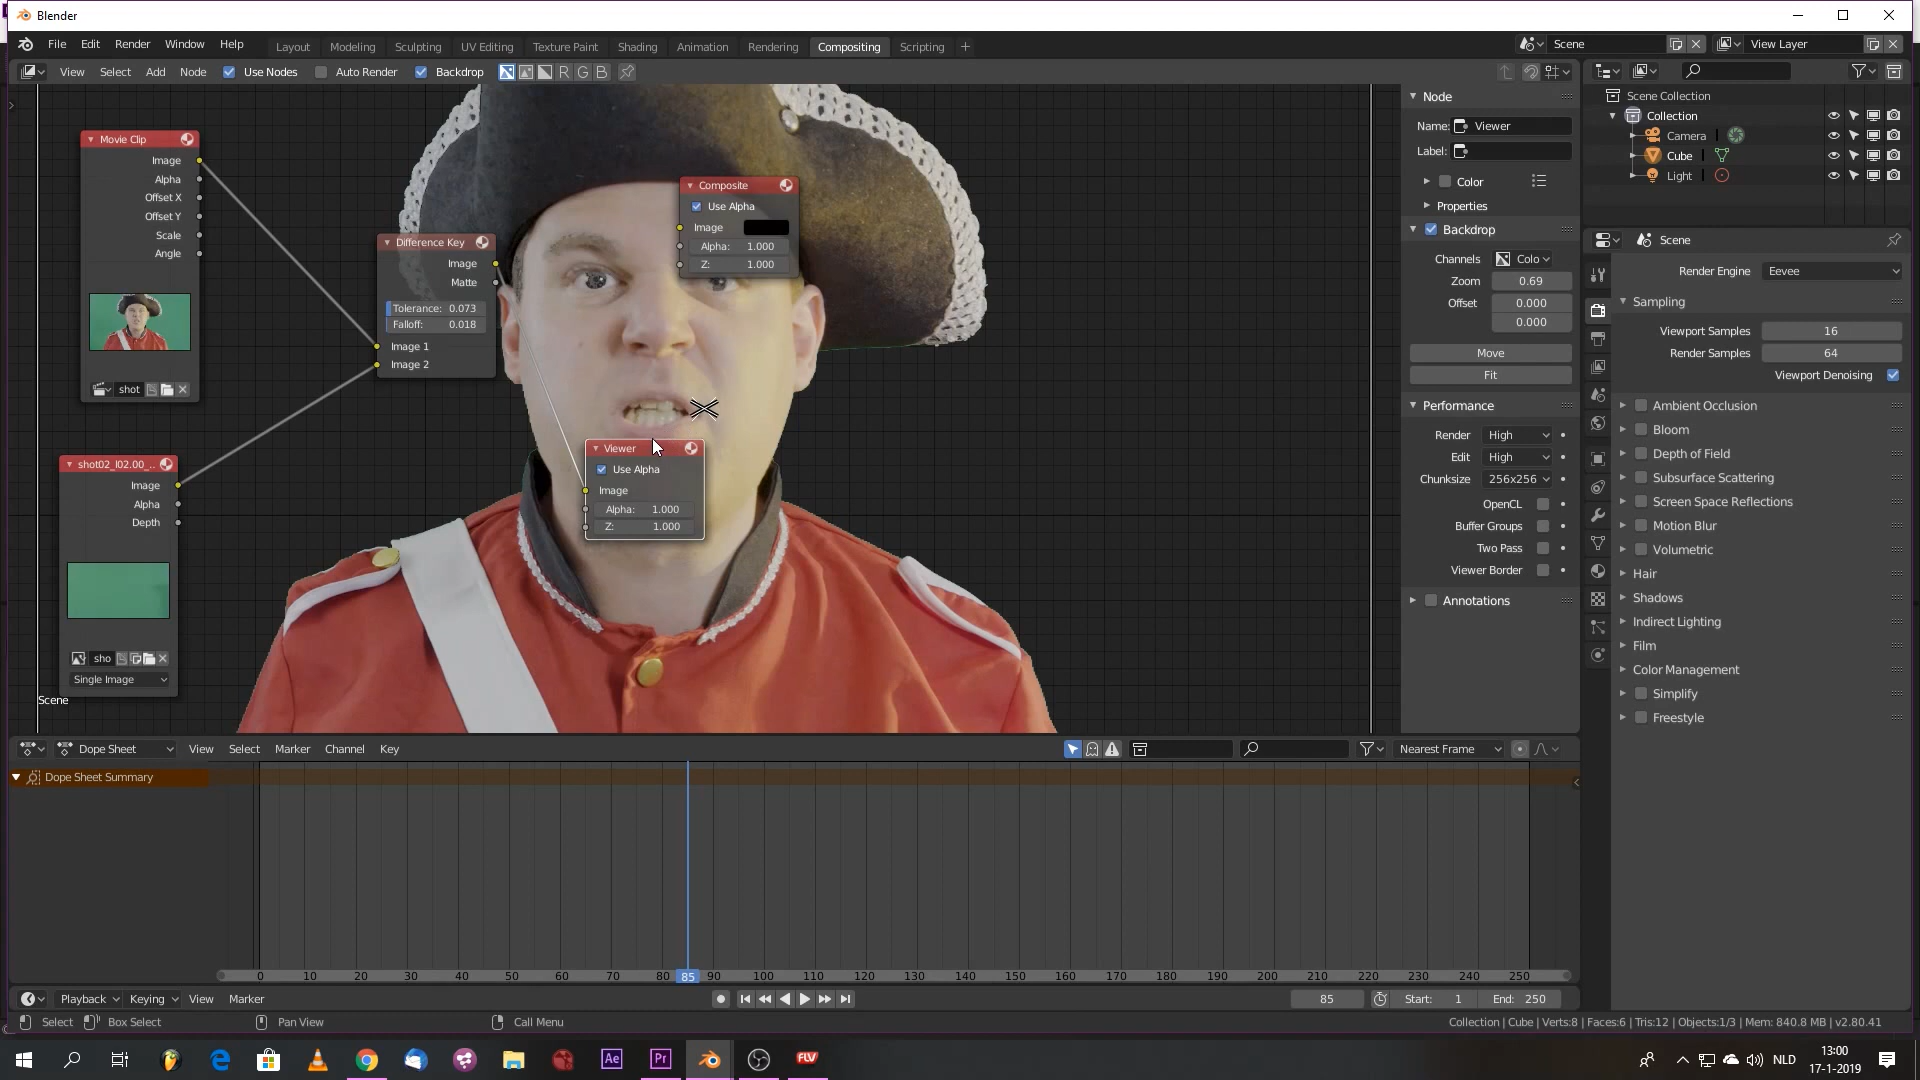 Blender
File Edit Render Window Help Layout Modeling Sculpting UV Editing Texture Paint Shading Animation Rendering Compositing Scripting + Scene View Layer
View Select Add Node Use Nodes Auto Render Backdrop R G B
Movie Clip
Image
Alpha
Offset X
Offset Y
Scale
Angle
shot
shot02_l02.00_..
Image
Alpha
Depth
sho
Single Image
Scene
Difference Key
Image
Matte
Tolerance: 0.073
Falloff: 0.018
Image 1
Image 2
Composite
Use Alpha
Image
Alpha: 1.000
Z: 1.000
Viewer
Use Alpha
Image
Alpha: 1.000
Z: 1.000
Node
Name: Viewer
Label:
Color
Properties
Backdrop
Channels Colo
Zoom 0.69
Offset 0.000
0.000
Move
Fit
Performance
Render High
Edit High
Chunksize 256x256
OpenCL
Buffer Groups
Two Pass
Viewer Border
Annotations
Scene Collection
Collection
Camera
Cube
Light
Scene
Render Engine Eevee
Sampling
Viewport Samples 16
Render Samples 64
Viewport Denoising
Ambient Occlusion
Bloom
Depth of Field
Subsurface Scattering
Screen Space Reflections
Motion Blur
Volumetric
Hair
Shadows
Indirect Lighting
Film
Color Management
Simplify
Freestyle
Dope Sheet View Select Marker Channel Key Nearest Frame
Dope Sheet Summary
0 10 20 30 40 50 60 70 80 85 90 100 110 120 130 140 150 160 170 180 190 200 210 220 230 240 250
Playback Keying View Marker 85 Start: 1 End: 250
Select Box Select Pan View Call Menu Collection | Cube | Verts:8 | Faces:6 | Tris:12 | Objects:1/3 | Mem: 840.8 MB | v2.80.41
Ae Pr FLV NLD 13:00
17-1-2019